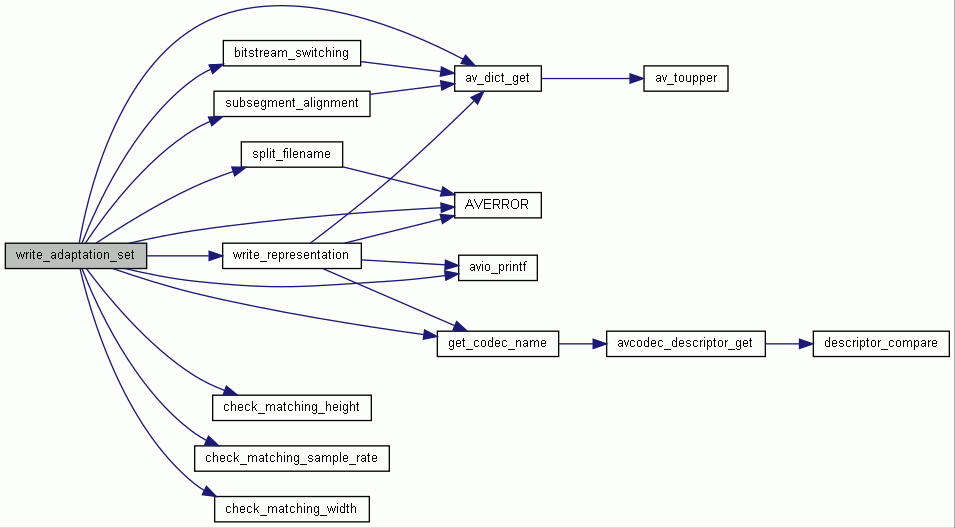 bitstream_switching
av_dict_get
av_toupper
subsegment_alignment
split_filename
AVERROR
write_adaptation_set
write_representation
avio_printf
get_codec_name
avcodec_descriptor_get
descriptor_compare
check_matching_height
check_matching_sample_rate
check_matching_width